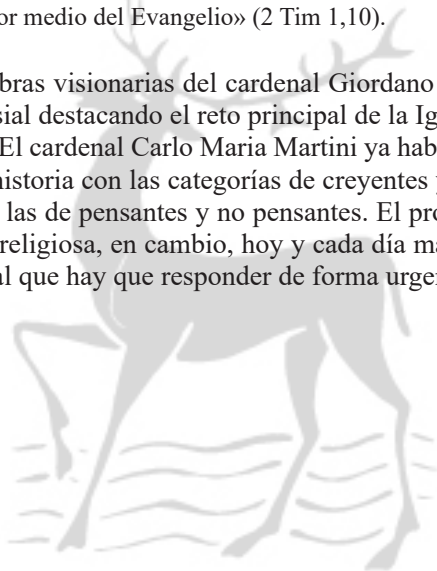 or medio del Evangelio» (2 Tim 1,10).
bras visionarias del cardenal Giordano
sial destacando el reto principal de la Ig
El cardenal Carlo Maria Martini ya hab
historia con las categorías de creyentes y
las de pensantes y no pensantes. El pro
religiosa, en cambio, hoy y cada día ma
al que hay que responder de forma urgen